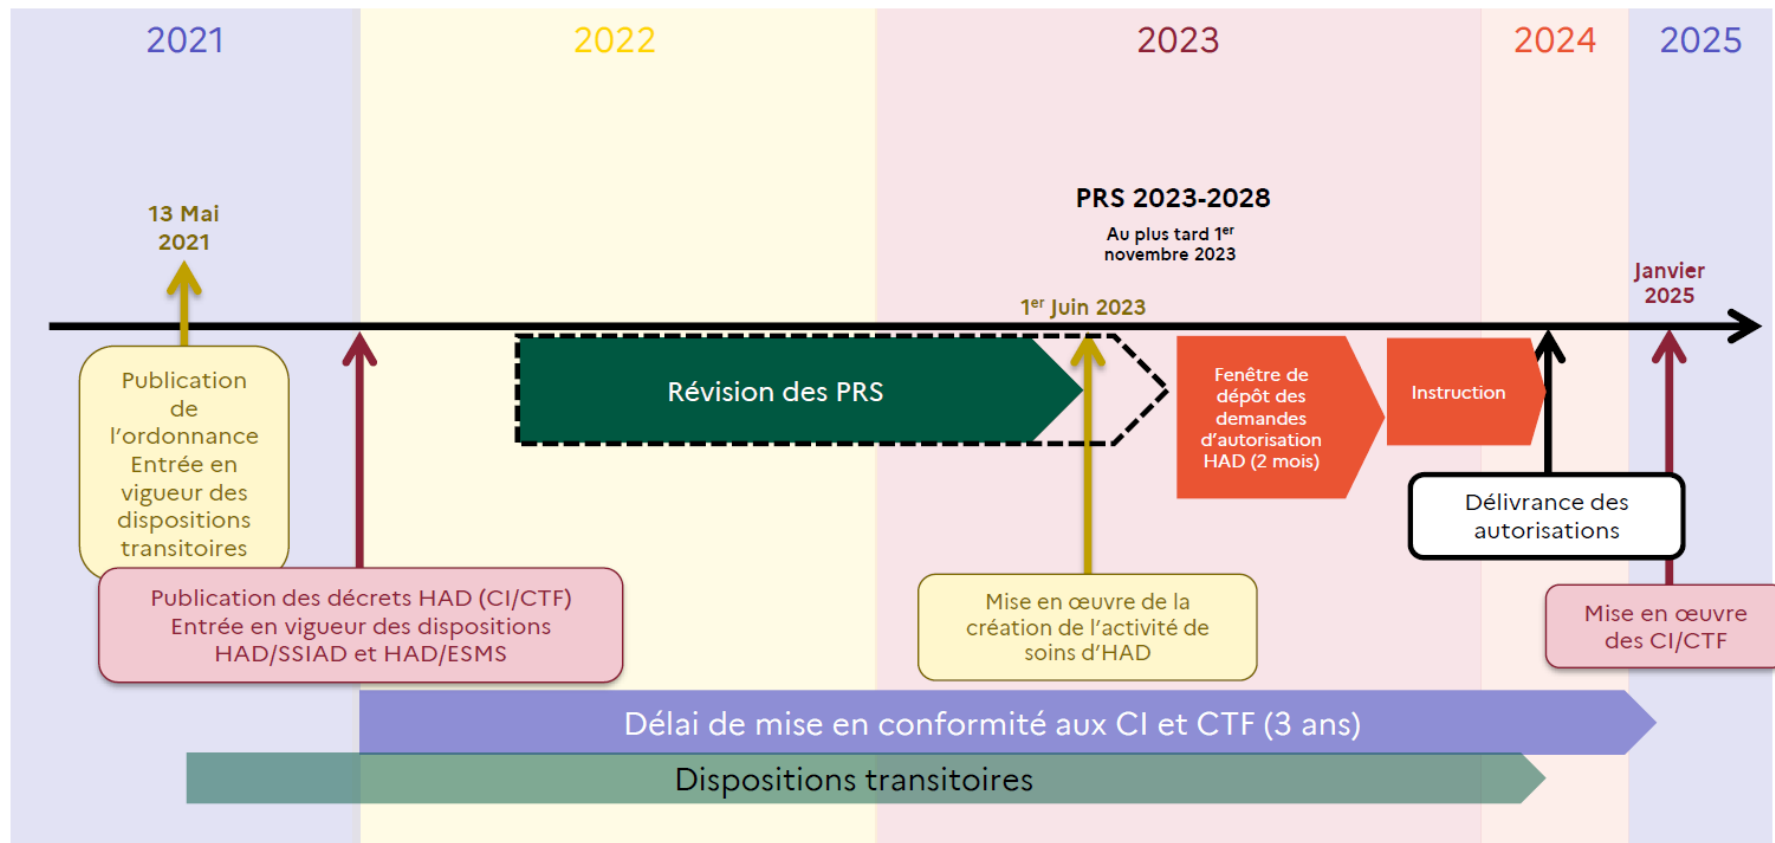 2021
2022
2023
2024
2025
13 Mai
2021
PRS 2023-2028
Au plus tard 1er
novembre 2023
1er Juin 2023
Janvier
2025
Publication
de
l’ordonnance
Entrée en
vigueur des
dispositions
transitoires
Révision des PRS
Fenêtre de
dépôt des
demandes
d’autorisation
HAD (2 mois)
Instruction
Délivrance des
autorisations
Publication des décrets HAD (CI/CTF)
Entrée en vigueur des dispositions
HAD/SSIAD et HAD/ESMS
Mise en œuvre de la
création de l’activité de
soins d’HAD
Mise en œuvre
des CI/CTF
Délai de mise en conformité aux CI et CTF (3 ans)
Dispositions transitoires